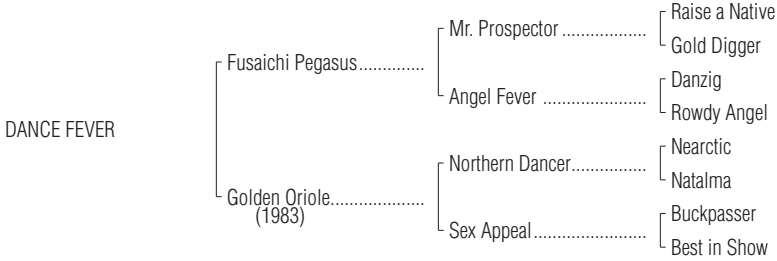 Raise a Native
Mr. Prospector ...................
Gold Digger
Fusaichi Pegasus..............
Danzig
Angel Fever .......................
Rowdy Angel
DANCE FEVER
Nearctic
Northern Dancer.................
Natalma
Golden Oriole.....................
(1983)
Buckpasser
Sex Appeal.........................
Best in Show